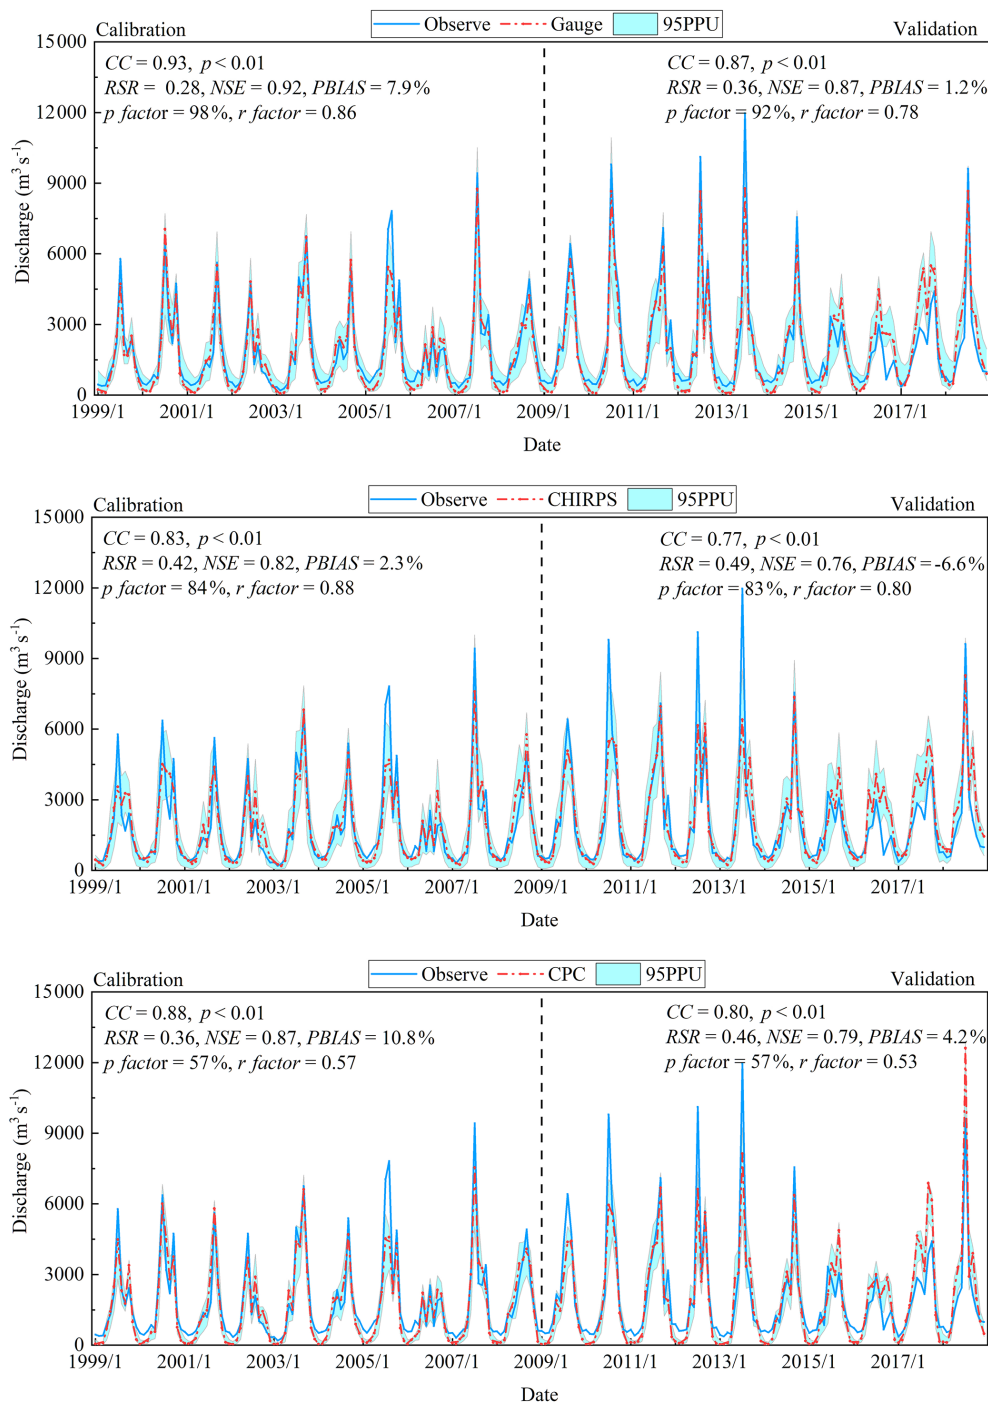 Observe Gauge 95PPU
Calibration Validation
CC = 0.93, p < 0.01
RSR = 0.28, NSE = 0.92, PBIAS = 7.9%
p factor = 98%, r factor = 0.86
CC = 0.87, p < 0.01
RSR = 0.36, NSE = 0.87, PBIAS = 1.2%
p factor = 92%, r factor = 0.78
15000
12000
9000
6000
3000
0
Discharge (m³ s⁻¹)
1999/1 2001/1 2003/1 2005/1 2007/1 2009/1 2011/1 2013/1 2015/1 2017/1
Date
Observe CHIRPS 95PPU
Calibration Validation
CC = 0.83, p < 0.01
RSR = 0.42, NSE = 0.82, PBIAS = 2.3%
p factor = 84%, r factor = 0.88
CC = 0.77, p < 0.01
RSR = 0.49, NSE = 0.76, PBIAS = -6.6%
p factor = 83%, r factor = 0.80
15000
12000
9000
6000
3000
0
Discharge (m³ s⁻¹)
1999/1 2001/1 2003/1 2005/1 2007/1 2009/1 2011/1 2013/1 2015/1 2017/1
Date
Observe CPC 95PPU
Calibration Validation
CC = 0.88, p < 0.01
RSR = 0.36, NSE = 0.87, PBIAS = 10.8%
p factor = 57%, r factor = 0.57
CC = 0.80, p < 0.01
RSR = 0.46, NSE = 0.79, PBIAS = 4.2%
p factor = 57%, r factor = 0.53
15000
12000
9000
6000
3000
0
Discharge (m³ s⁻¹)
1999/1 2001/1 2003/1 2005/1 2007/1 2009/1 2011/1 2013/1 2015/1 2017/1
Date